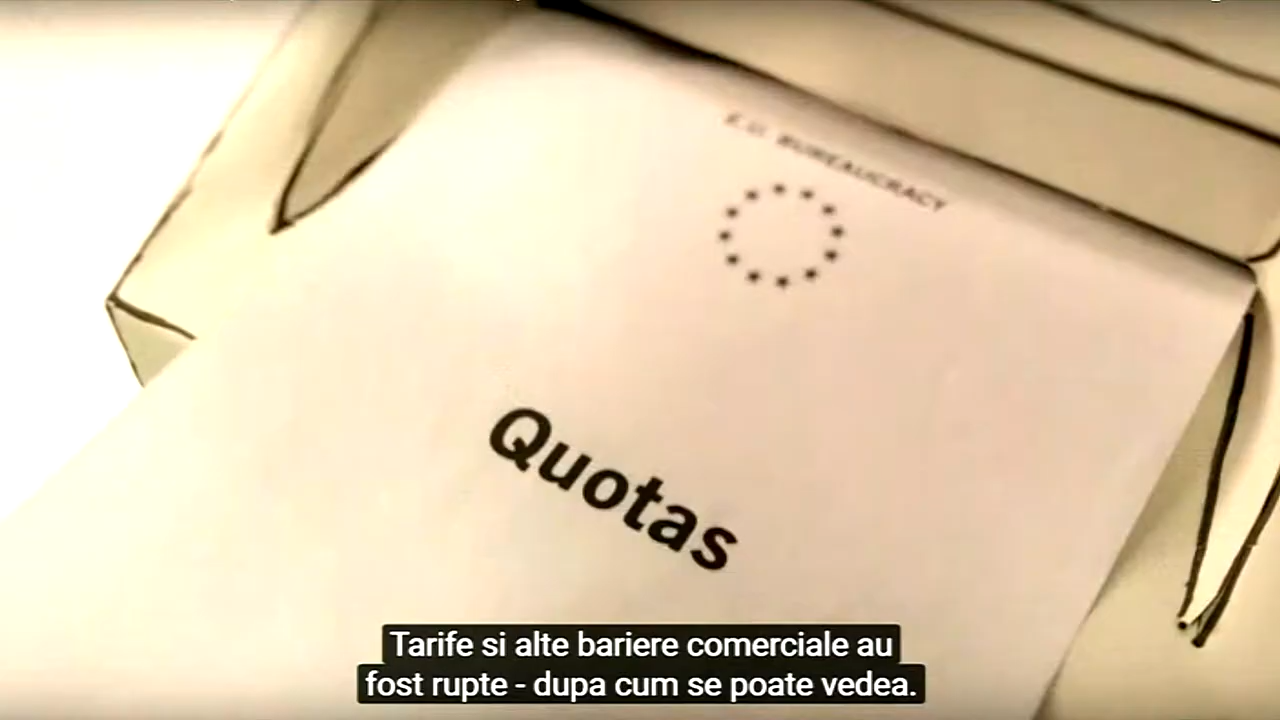 E.U. BUREAUCRACY
Quotas
Tarife si alte bariere comerciale au
fost rupte - dupa cum se poate vedea.